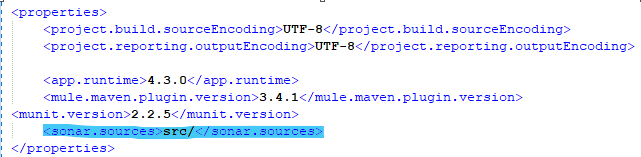 <properties>
<project.build.sourceEncoding>UTF-8</project.build.sourceEncoding>
<project.reporting.outputEncoding>UTF-8</project.reporting.outputEncoding>
<app.runtime>4.3.0</app.runtime>
<mule.maven.plugin.version>3.4.1</mule.maven.plugin.version>
<munit.version>2.2.5</munit.version>
<sonar.sources>src/</sonar.sources>
</properties>